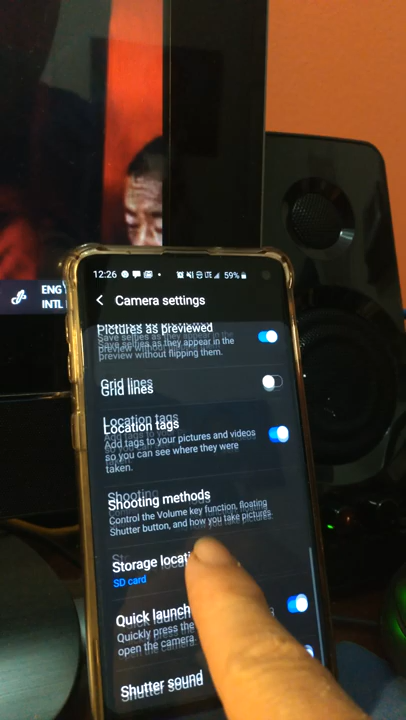 ENG
INTL
12:26
LTE
59%
Camera settings
Pictures as previewed
Save selfies as they appear in the
preview without flipping them.
Grid lines
Location tags
Add tags to your pictures and videos
so you can see where they were
taken.
Shooting methods
Control the Volume key function, floating
Shutter button, and how you take pictures.
Storage
SD card
Quick launch
Quickly press the
open the camera.
Shutter sound